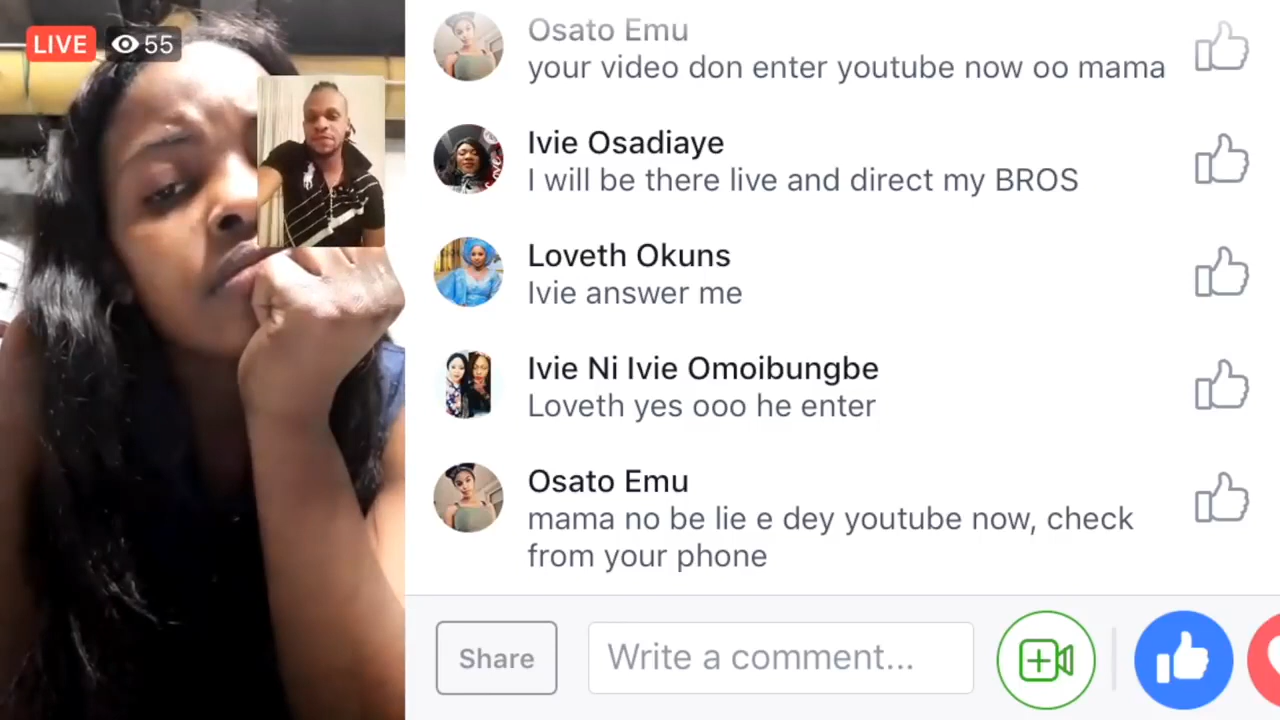 LIVE 55
Osato Emu
your video don enter youtube now oo mama
Ivie Osadiaye
I will be there live and direct my BROS
Loveth Okuns
Ivie answer me
Ivie Ni Ivie Omoibungbe
Loveth yes ooo he enter
Osato Emu
mama no be lie e dey youtube now, check
from your phone
Share
Write a comment...